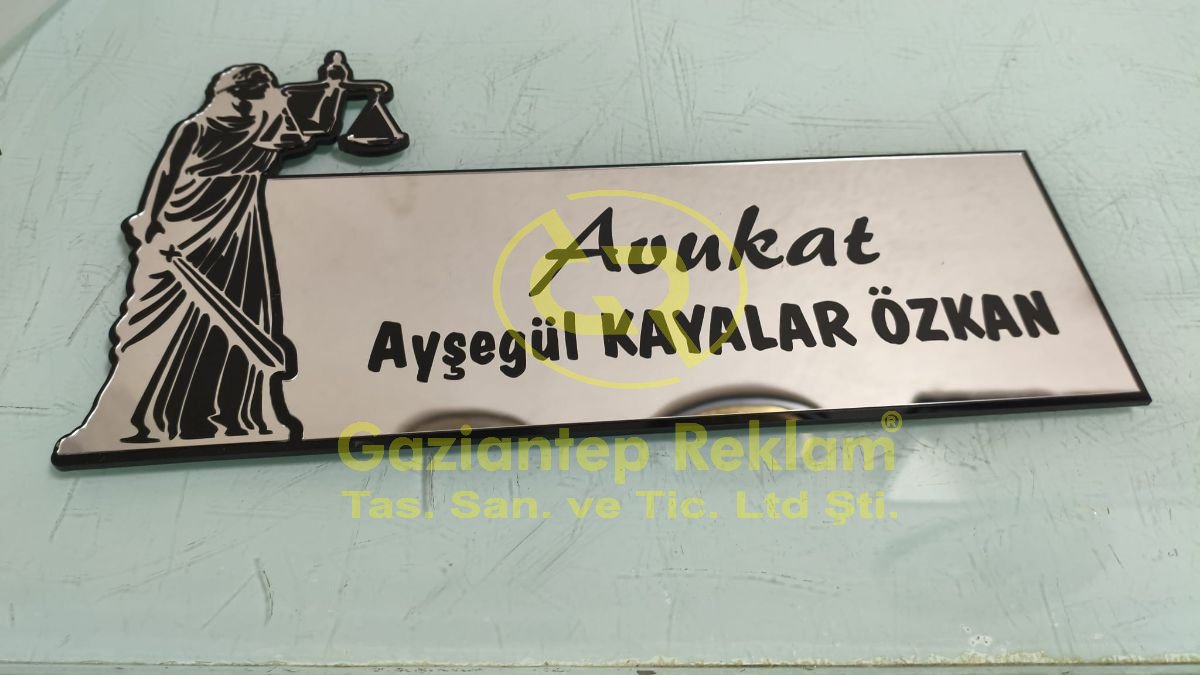 Avukat
Ayşegül KAYALAR ÖZKAN
Gaziantep Reklam®
Tas. San. ve Tic. Ltd Şti.